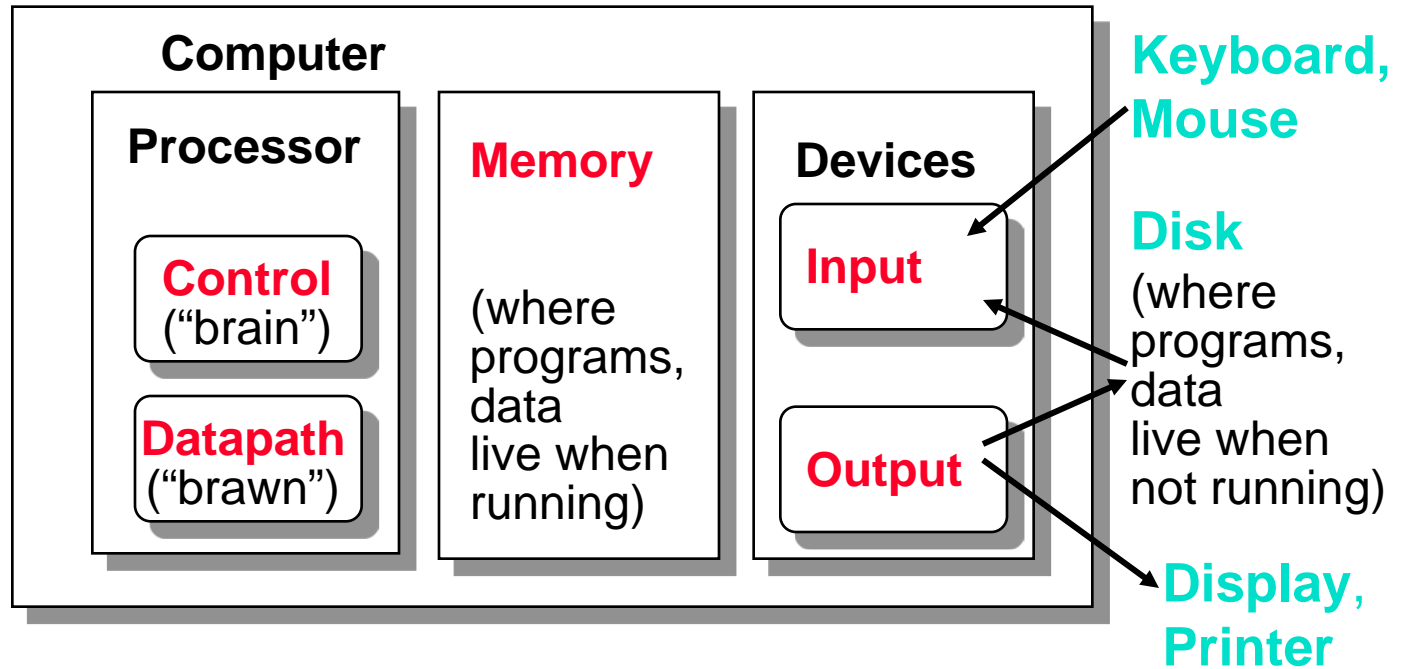 Computer
Processor
Control
(“brain”)
Datapath
(“brawn”)
Memory
(where
programs,
data
live when
running)
Devices
Input
Output
Keyboard,
Mouse
Disk
(where
programs,
data
live when
not running)
Display,
Printer